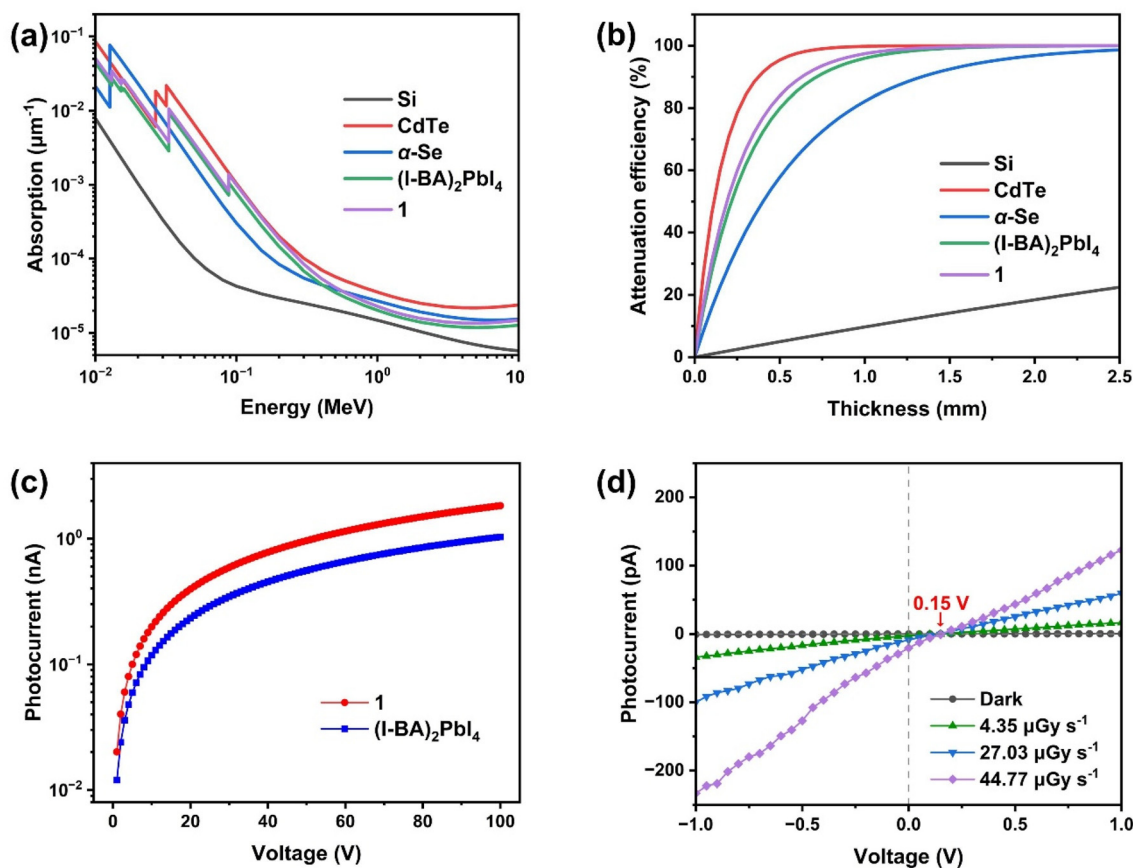 (a)
Absorption (μm⁻¹)
10⁻¹
10⁻²
10⁻³
10⁻⁴
10⁻⁵
Si
CdTe
α-Se
(I-BA)₂PbI₄
1
10⁻² 10⁻¹ 10⁰ 10
Energy (MeV)
(b)
Attenuation efficiency (%)
100
80
60
40
20
0
Si
CdTe
α-Se
(I-BA)₂PbI₄
1
0.0 0.5 1.0 1.5 2.0 2.5
Thickness (mm)
(c)
Photocurrent (nA)
10⁰
10⁻¹
10⁻²
1
(I-BA)₂PbI₄
0 20 40 60 80 100
Voltage (V)
(d)
Photocurrent (pA)
200
100
0
−100
−200
0.15 V
Dark
4.35 μGy s⁻¹
27.03 μGy s⁻¹
44.77 μGy s⁻¹
−1.0 −0.5 0.0 0.5 1.0
Voltage (V)